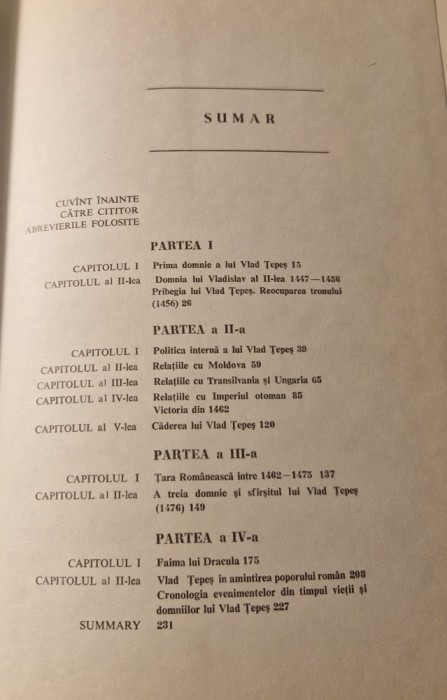 SUMAR
CUVÎNT ÎNAINTE
CĂTRE CITITOR
ABREVIERILE FOLOSITE
PARTEA I
CAPITOLUL I Prima domnie a lui Vlad Țepeș 15
CAPITOLUL al II-lea Domnia lui Vladislav al II-lea 1447—1456
Pribegia lui Vlad Țepeș. Reocuparea tronului
(1456) 26
PARTEA a II-a
CAPITOLUL I Politica internă a lui Vlad Țepeș 39
CAPITOLUL al II-lea Relațiile cu Moldova 59
CAPITOLUL al III-lea Relațiile cu Transilvania și Ungaria 65
CAPITOLUL al IV-lea Relațiile cu Imperiul otoman 85
Victoria din 1462
CAPITOLUL al V-lea Căderea lui Vlad Țepeș 120
PARTEA a III-a
CAPITOLUL I Țara Românească între 1462—1475 137
CAPITOLUL al II-lea A treia domnie și sfîrșitul lui Vlad Țepeș
(1476) 149
PARTEA a IV-a
CAPITOLUL I Faima lui Dracula 175
CAPITOLUL al II-lea Vlad Țepeș în amintirea poporului român 208
Cronologia evenimentelor din timpul vieții și
domniilor lui Vlad Țepeș 227
SUMMARY 231